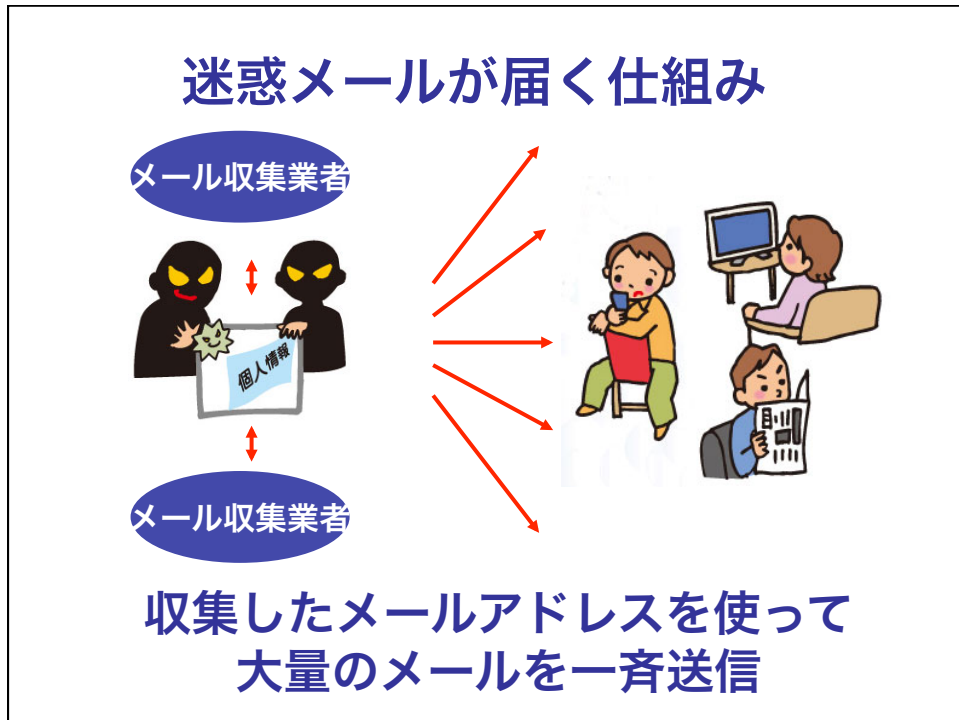 迷惑メールが届く仕組み
メール収集業者
個人情報
メール収集業者
収集したメールアドレスを使って
大量のメールを一斉送信